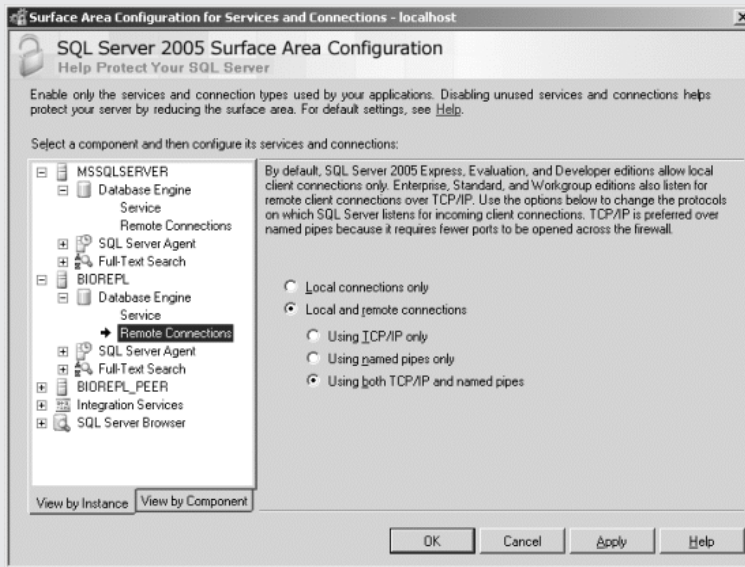 Surface Area Configuration for Services and Connections - localhost
SQL Server 2005 Surface Area Configuration
Help Protect Your SQL Server
Enable only the services and connection types used by your applications. Disabling unused services and connections helps
protect your server by reducing the surface area. For default settings, see Help.
Select a component and then configure its services and connections:
MSSQLSERVER
Database Engine
Service
Remote Connections
SQL Server Agent
Full-Text Search
BIOREPL
Database Engine
Service
Remote Connections
SQL Server Agent
Full-Text Search
BIOREPL_PEER
Integration Services
SQL Server Browser
View by Instance
View by Component
By default, SQL Server 2005 Express, Evaluation, and Developer editions allow local
client connections only. Enterprise, Standard, and Workgroup editions also listen for
remote client connections over TCP/IP. Use the options below to change the protocols
on which SQL Server listens for incoming client connections. TCP/IP is preferred over
named pipes because it requires fewer ports to be opened across the firewall.
Local connections only
Local and remote connections
Using TCP/IP only
Using named pipes only
Using both TCP/IP and named pipes
OK
Cancel
Apply
Help